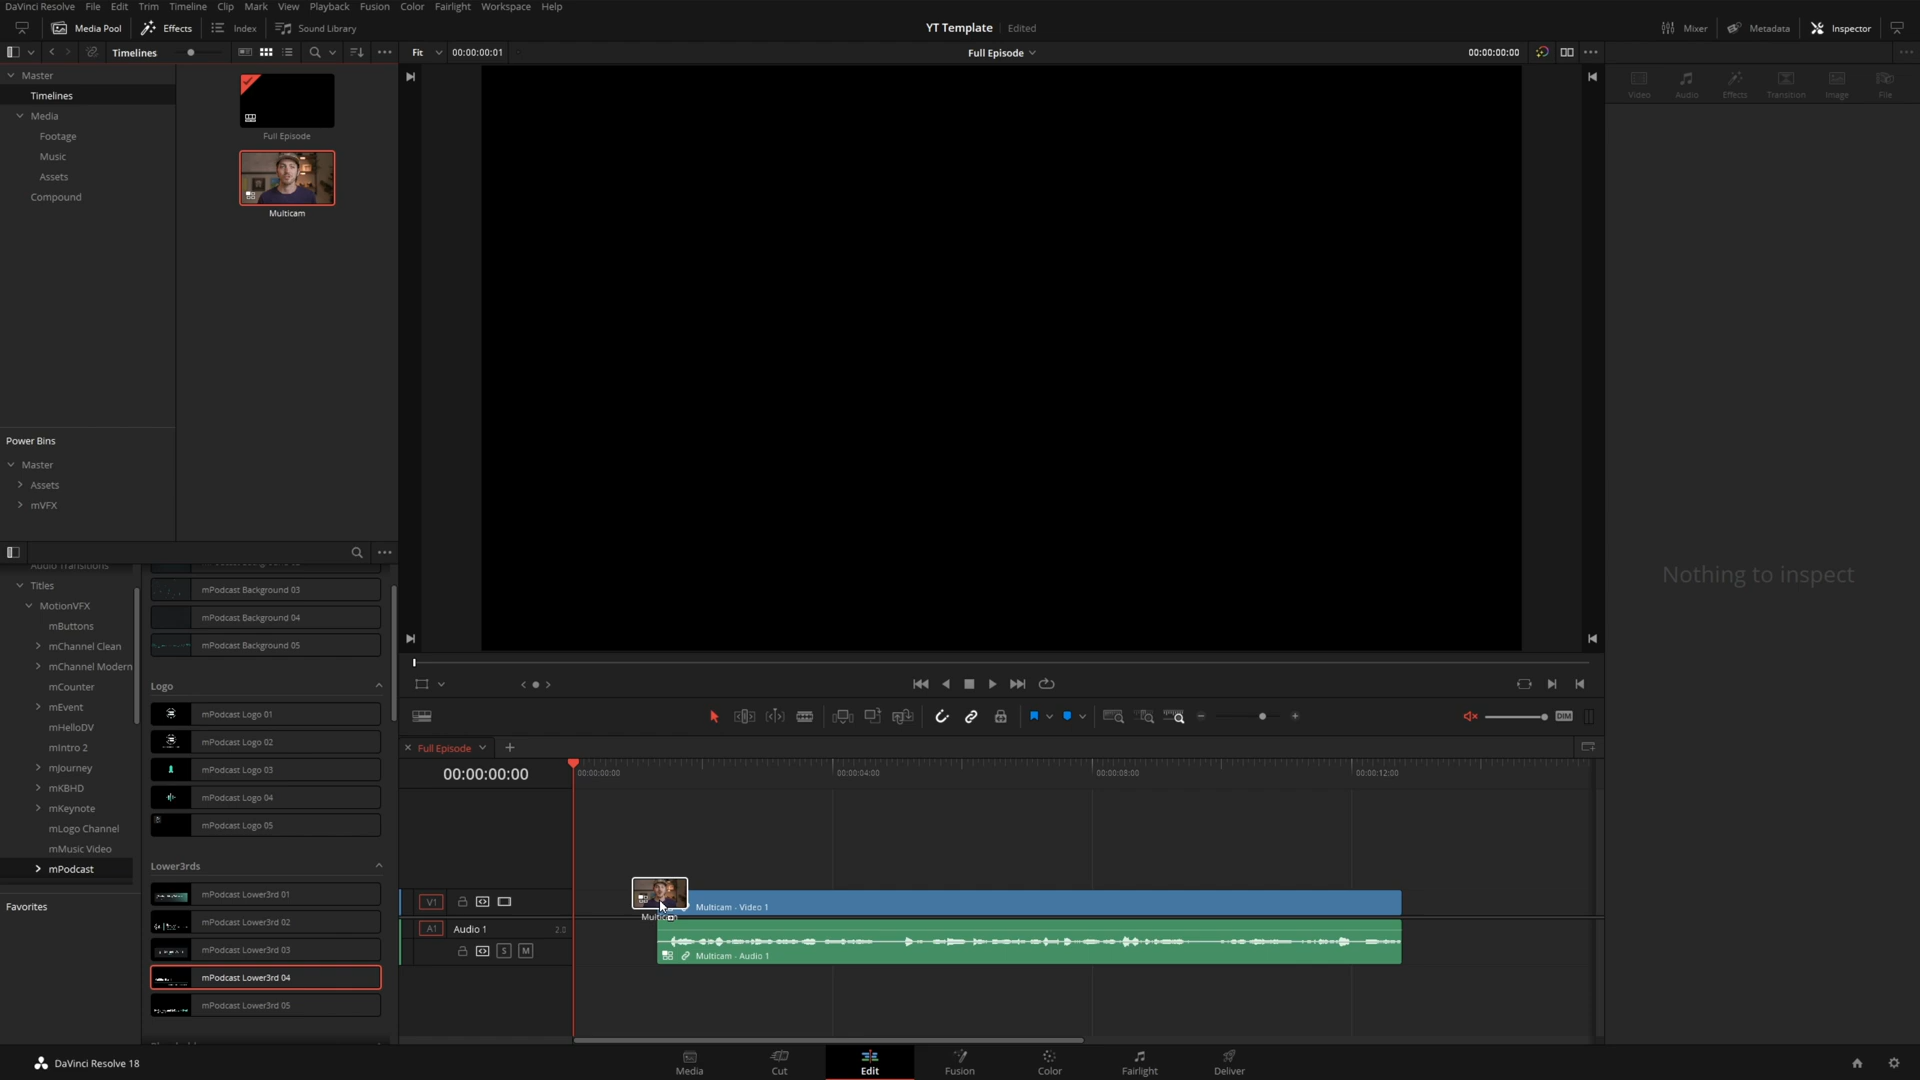 DaVinci Resolve File Edit Trim Timeline Clip Mark View Playback Fusion Color Fairlight Workspace Help
Media Pool Effects Index Sound Library
YT Template Edited
Mixer Metadata Inspector
Timelines
Fit 00:00:00:01
Full Episode
00:00:00:00
Master
Timelines
Media
Footage
Music
Assets
Compound
Full Episode
Multicam
Video Audio Effects Transition Image File
Nothing to inspect
Power Bins
Master
Assets
mVFX
Audio Transitions
Titles
MotionVFX
mButtons
mChannel Clean
mChannel Modern
mCounter
mEvent
mHelloDV
mIntro 2
mJourney
mKBHD
mKeynote
mLogo Channel
mMusic Video
mPodcast
Favorites
mPodcast Background 03
mPodcast Background 04
mPodcast Background 05
Logo
mPodcast Logo 01
mPodcast Logo 02
mPodcast Logo 03
mPodcast Logo 04
mPodcast Logo 05
Lower3rds
mPodcast Lower3rd 01
mPodcast Lower3rd 02
mPodcast Lower3rd 03
mPodcast Lower3rd 04
mPodcast Lower3rd 05
DIM
Full Episode
00:00:00:00
00:00:00:00 00:00:04:00 00:00:08:00 00:00:12:00
V1
Multicam - Video 1
A1 Audio 1 2.0
S M
Multicam - Audio 1
DaVinci Resolve 18
Media Cut Edit Fusion Color Fairlight Deliver